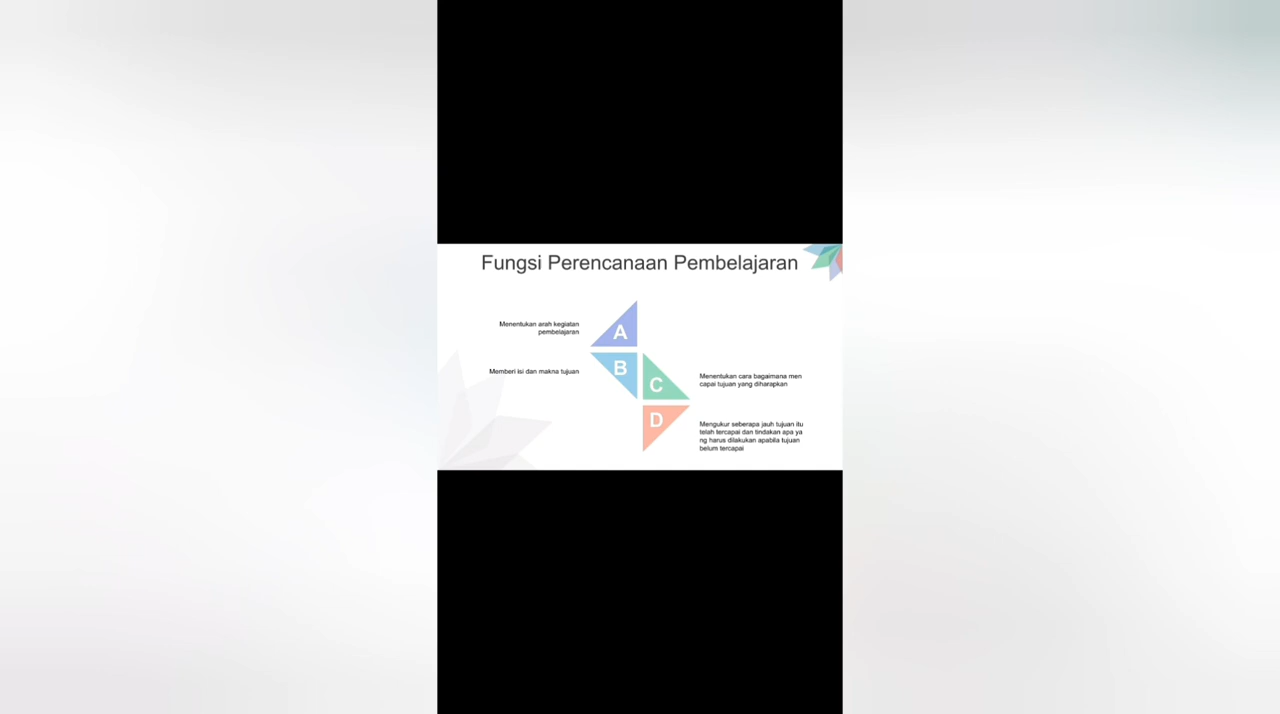 Fungsi Perencanaan Pembelajaran
Menentukan arah kegiatan
pembelajaran
A
Memberi isi dan makna tujuan
B
C
Menentukan cara bagaimana men
capai tujuan yang diharapkan
D
Mengukur seberapa jauh tujuan itu
telah tercapai dan tindakan apa ya
ng harus dilakukan apabila tujuan
belum tercapai